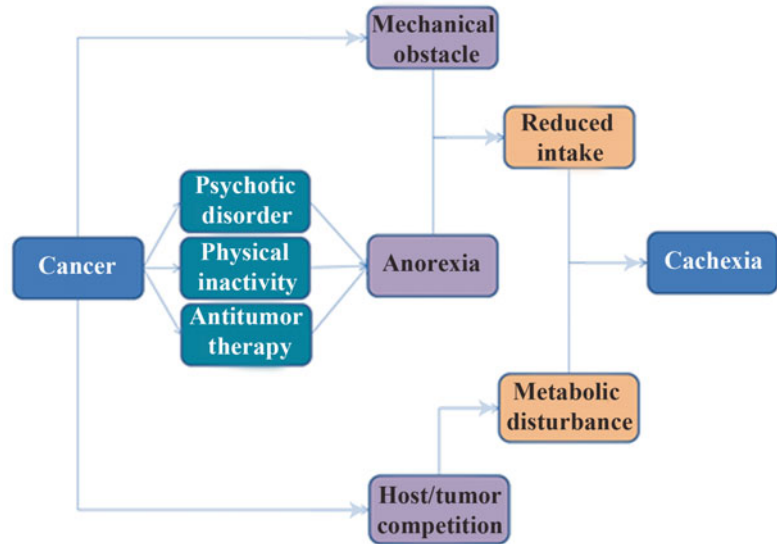 Mechanical
obstacle
Reduced
intake
Psychotic
disorder
Cancer
Physical
inactivity
Anorexia
Cachexia
Antitumor
therapy
Metabolic
disturbance
Host/tumor
competition